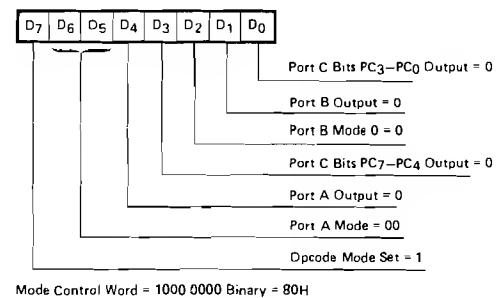 D7 D6 D5 D4 D3 D2 D1 D0
Port C Bits PC3–PC0 Output = 0
Port B Output = 0
Port B Mode 0 = 0
Port C Bits PC7–PC4 Output = 0
Port A Output = 0
Port A Mode = 00
Opcode Mode Set = 1
Mode Control Word = 1000 0000 Binary = 80H